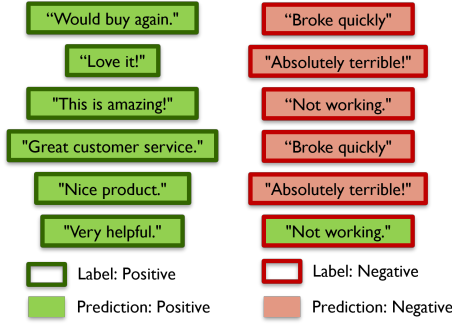 “Would buy again."
“Love it!"
"This is amazing!"
"Great customer service."
"Nice product."
"Very helpful."
Label: Positive
Prediction: Positive
“Broke quickly"
"Absolutely terrible!"
“Not working."
“Broke quickly"
"Absolutely terrible!"
"Not working."
Label: Negative
Prediction: Negative